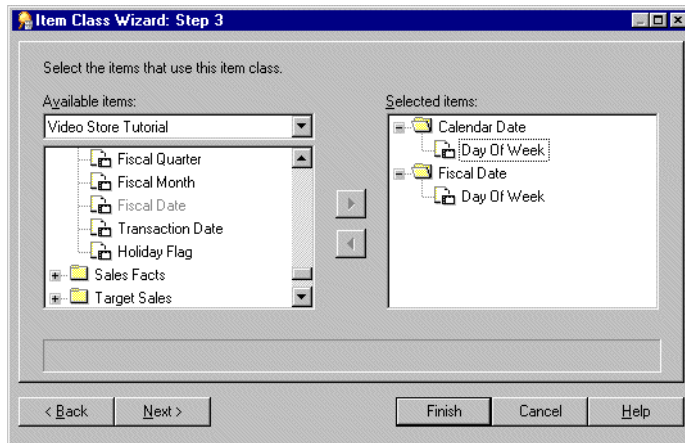 Item Class Wizard: Step 3
Select the items that use this item class.
Available items:
Video Store Tutorial
Fiscal Quarter
Fiscal Month
Fiscal Date
Transaction Date
Holiday Flag
Sales Facts
Target Sales
Selected items:
Calendar Date
Day Of Week
Fiscal Date
Day Of Week
< Back
Next >
Finish
Cancel
Help